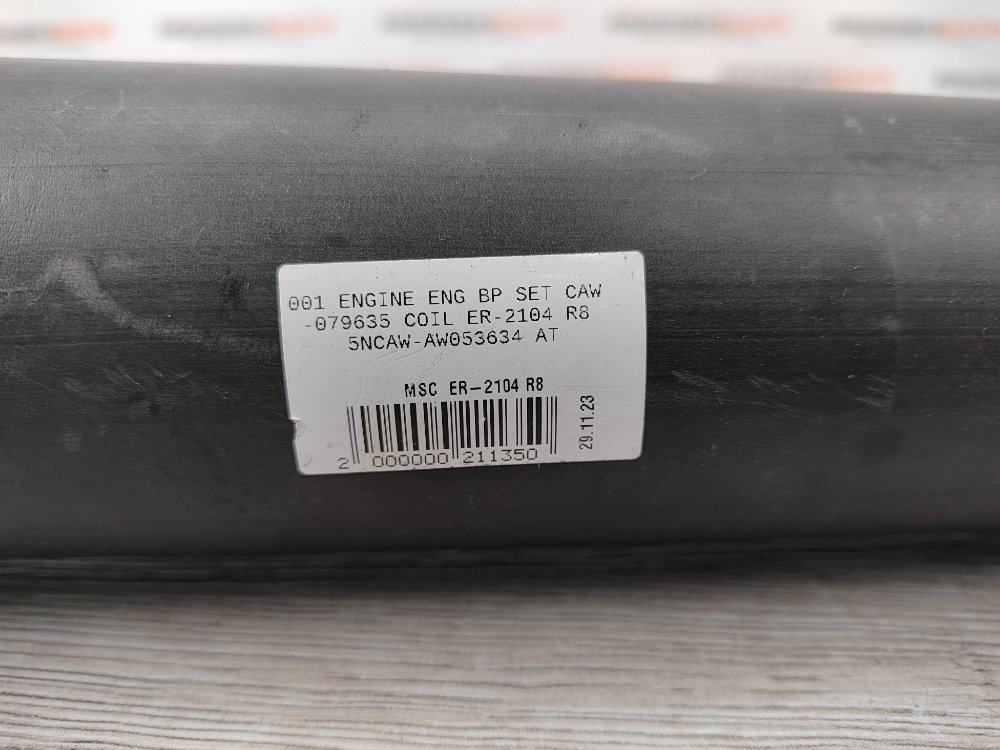 001 ENGINE ENG BP SET CAW
-079635 COIL ER-2104 R8
5NCAW-AW053634 AT
MSC ER-2104 R8
29.11.23
2 000000 211350